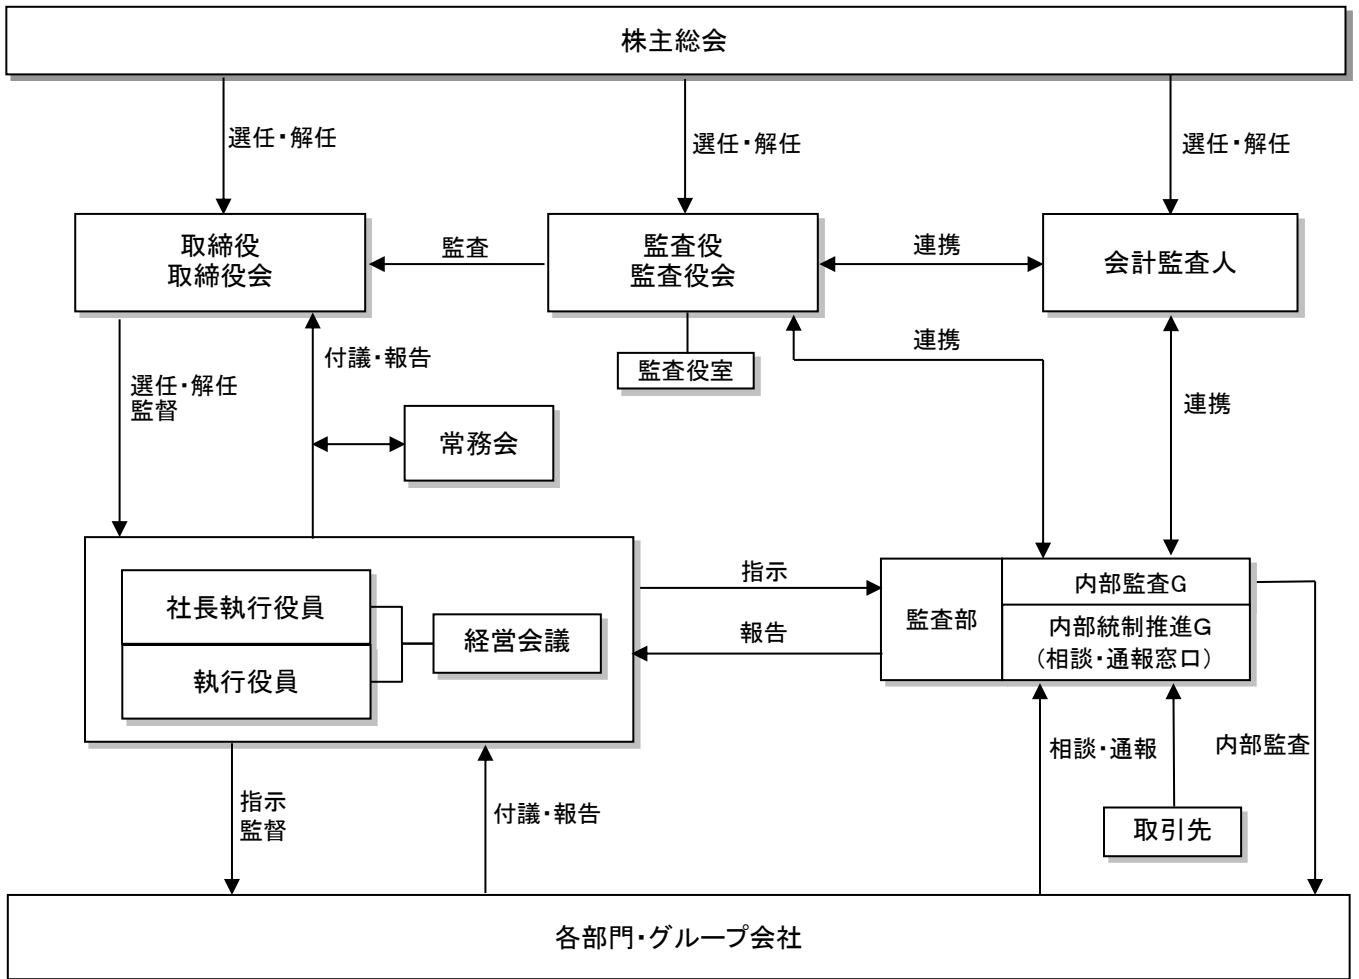 株主総会
選任・解任
選任・解任
選任・解任
取締役
取締役会
監査
監査役
監査役会
連携
会計監査人
付議・報告
監査役室
連携
選任・解任
監督
連携
常務会
社長執行役員
執行役員
経営会議
指示
報告
監査部
内部監査G
内部統制推進G
(相談・通報窓口)
指示
監督
付議・報告
相談・通報
内部監査
取引先
各部門・グループ会社